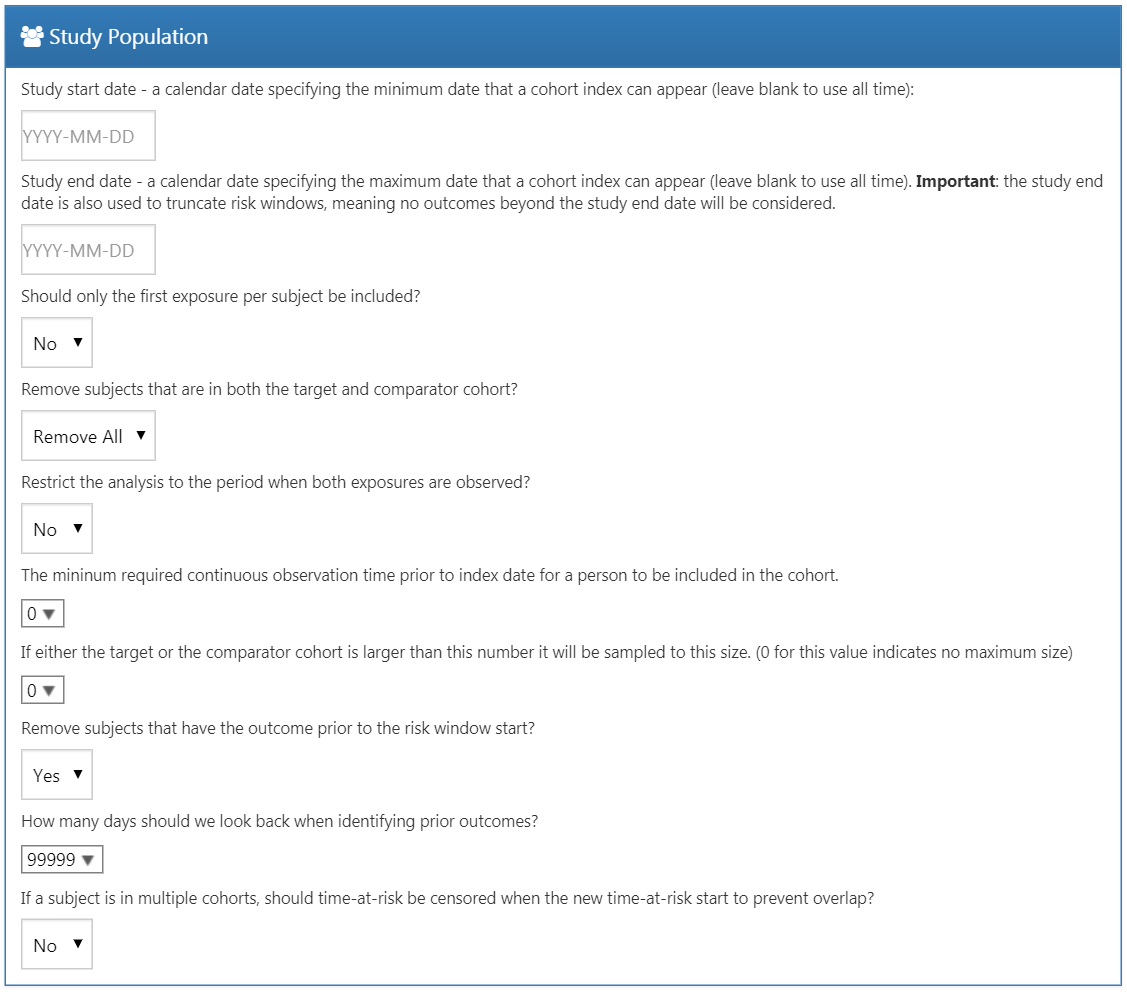 Study Population
Study start date - a calendar date specifying the minimum date that a cohort index can appear (leave blank to use all time):
YYYY-MM-DD
Study end date - a calendar date specifying the maximum date that a cohort index can appear (leave blank to use all time). Important: the study end
date is also used to truncate risk windows, meaning no outcomes beyond the study end date will be considered.
YYYY-MM-DD
Should only the first exposure per subject be included?
No
Remove subjects that are in both the target and comparator cohort?
Remove All
Restrict the analysis to the period when both exposures are observed?
No
The mininum required continuous observation time prior to index date for a person to be included in the cohort.
0
If either the target or the comparator cohort is larger than this number it will be sampled to this size. (0 for this value indicates no maximum size)
0
Remove subjects that have the outcome prior to the risk window start?
Yes
How many days should we look back when identifying prior outcomes?
99999
If a subject is in multiple cohorts, should time-at-risk be censored when the new time-at-risk start to prevent overlap?
No